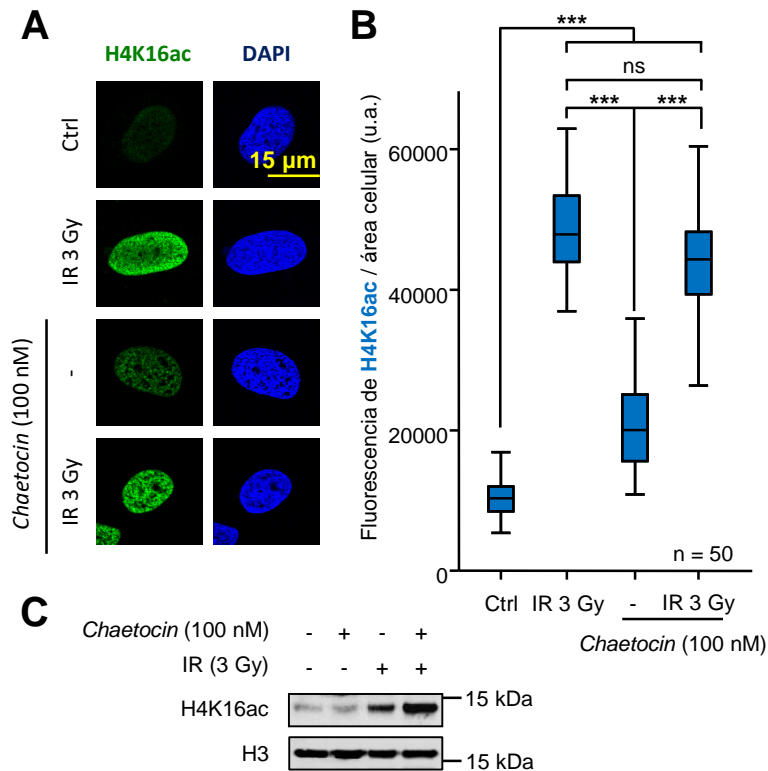 A
H4K16ac DAPI
Ctrl
15 µm
IR 3 Gy
Chaetocin (100 nM)
-
IR 3 Gy
B
***
ns
*** ***
Fluorescencia de H4K16ac / área celular (u.a.)
60000
40000
20000
0
n = 50
Ctrl IR 3 Gy - IR 3 Gy
Chaetocin (100 nM)
C
Chaetocin (100 nM) - + - +
IR (3 Gy) - - + +
H4K16ac 15 kDa
H3 15 kDa